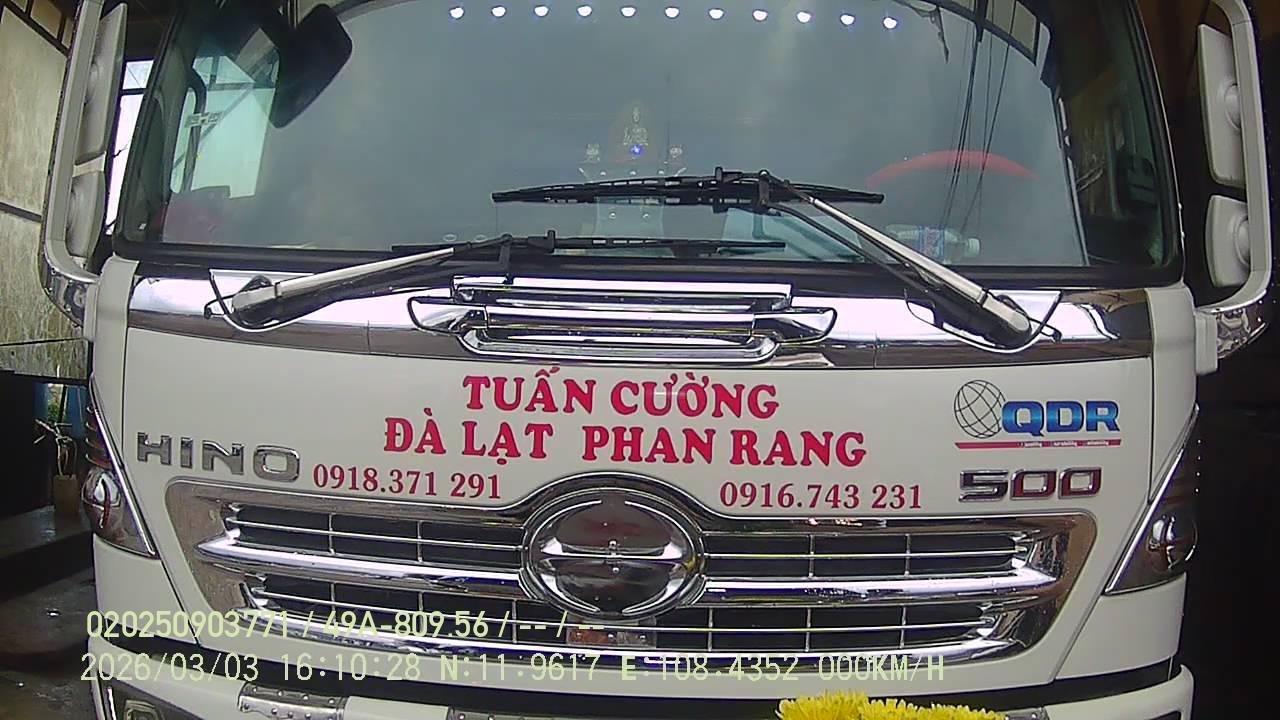 TUẤN CƯỜNG
ĐÀ LẠT PHAN RANG
HINO
0918.371 291
0916.743 231
QDR
500
020250903771 / 49A-809.56 / -- / --
2026/03/03 16:10:28 N:11.9617 E:108.4352 000KM/H